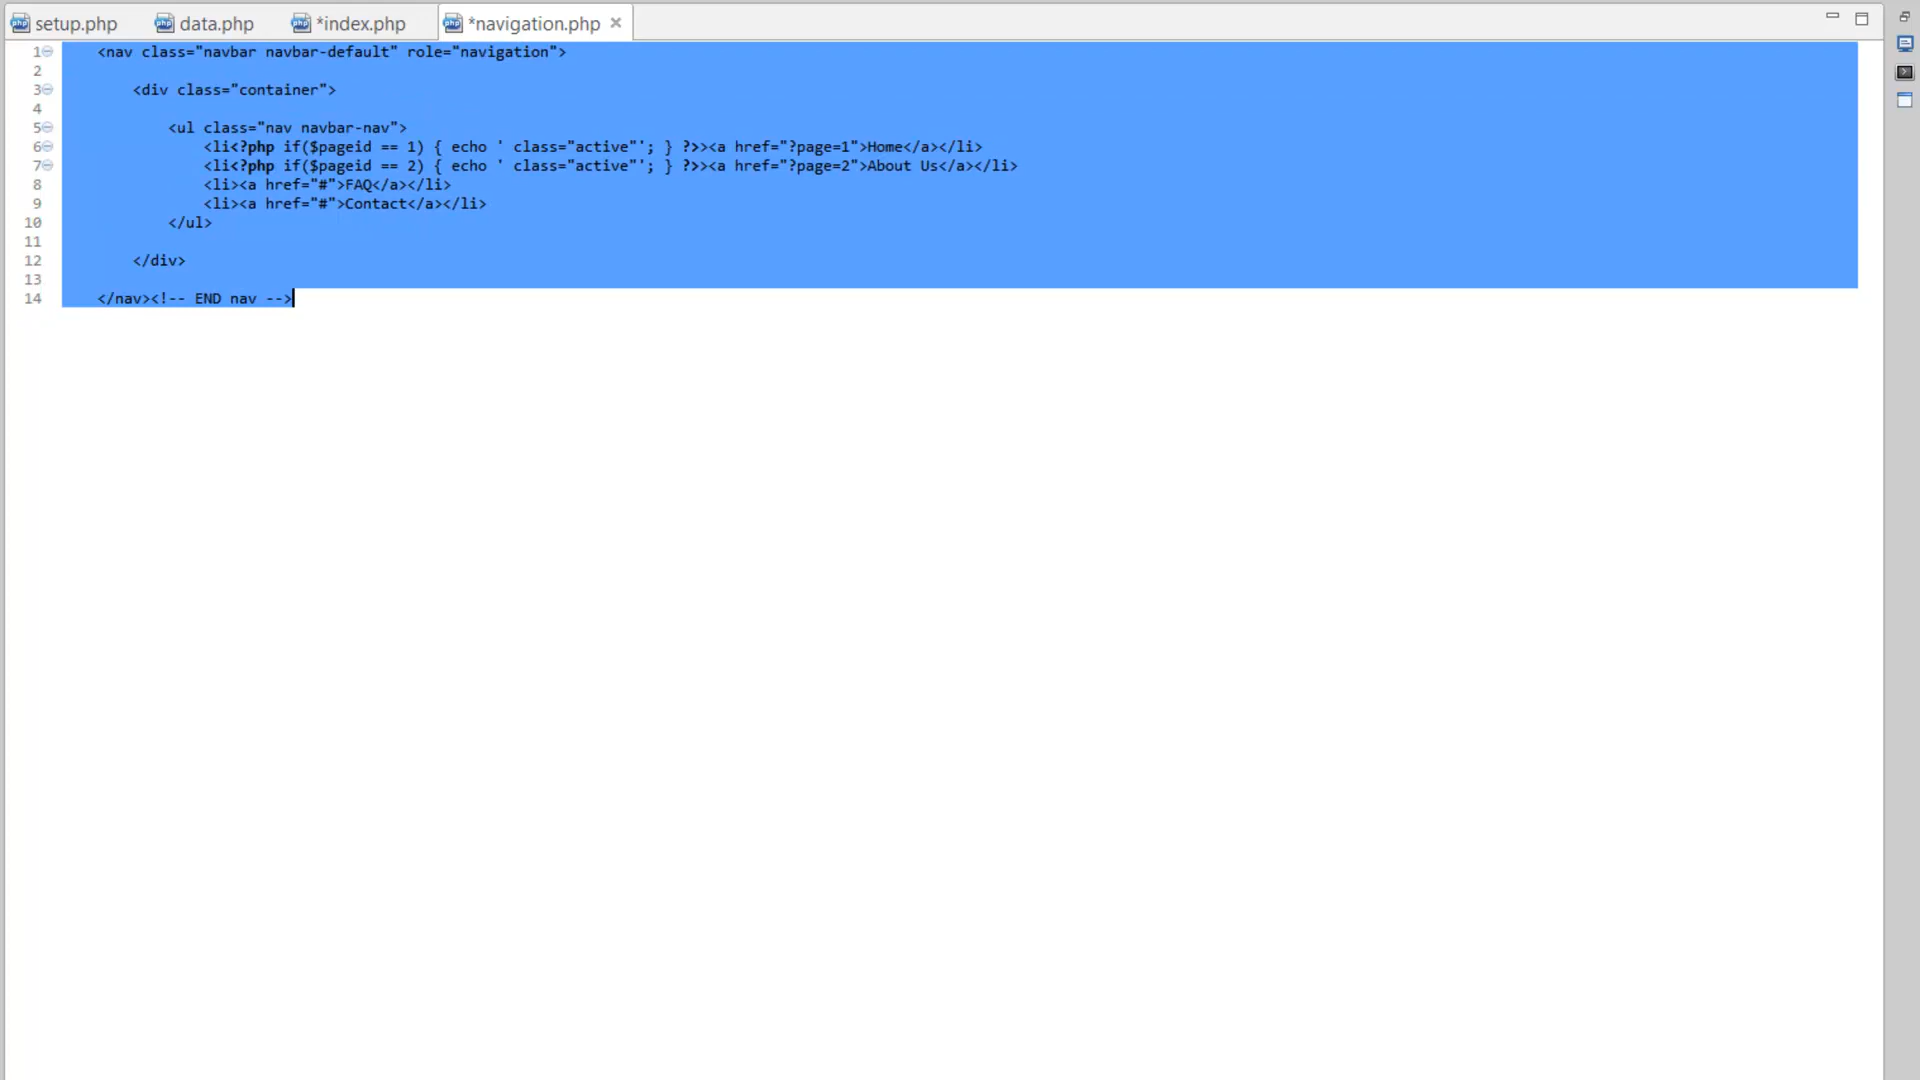 setup.php data.php *index.php *navigation.php
1 <nav class="navbar navbar-default" role="navigation">
2
3 <div class="container">
4
5 <ul class="nav navbar-nav">
6 <li<?php if($pageid == 1) { echo ' class="active"'; } ?>><a href="?page=1">Home</a></li>
7 <li<?php if($pageid == 2) { echo ' class="active"'; } ?>><a href="?page=2">About Us</a></li>
8 <li><a href="#">FAQ</a></li>
9 <li><a href="#">Contact</a></li>
10 </ul>
11
12 </div>
13
14 </nav><!-- END nav -->